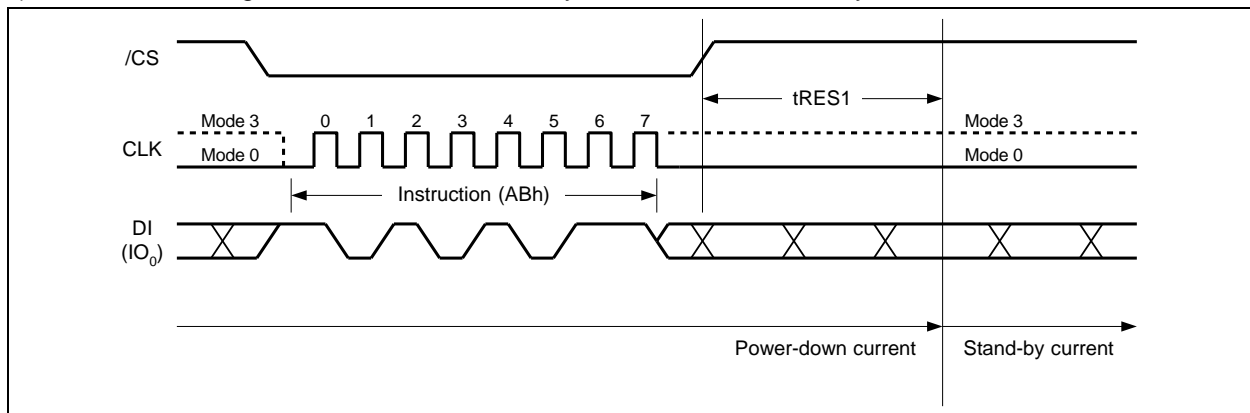 /CS
tRES1
Mode 3 0 1 2 3 4 5 6 7 Mode 3
CLK
Mode 0 Mode 0
Instruction (ABh)
DI
(IO0)
Power-down current Stand-by current